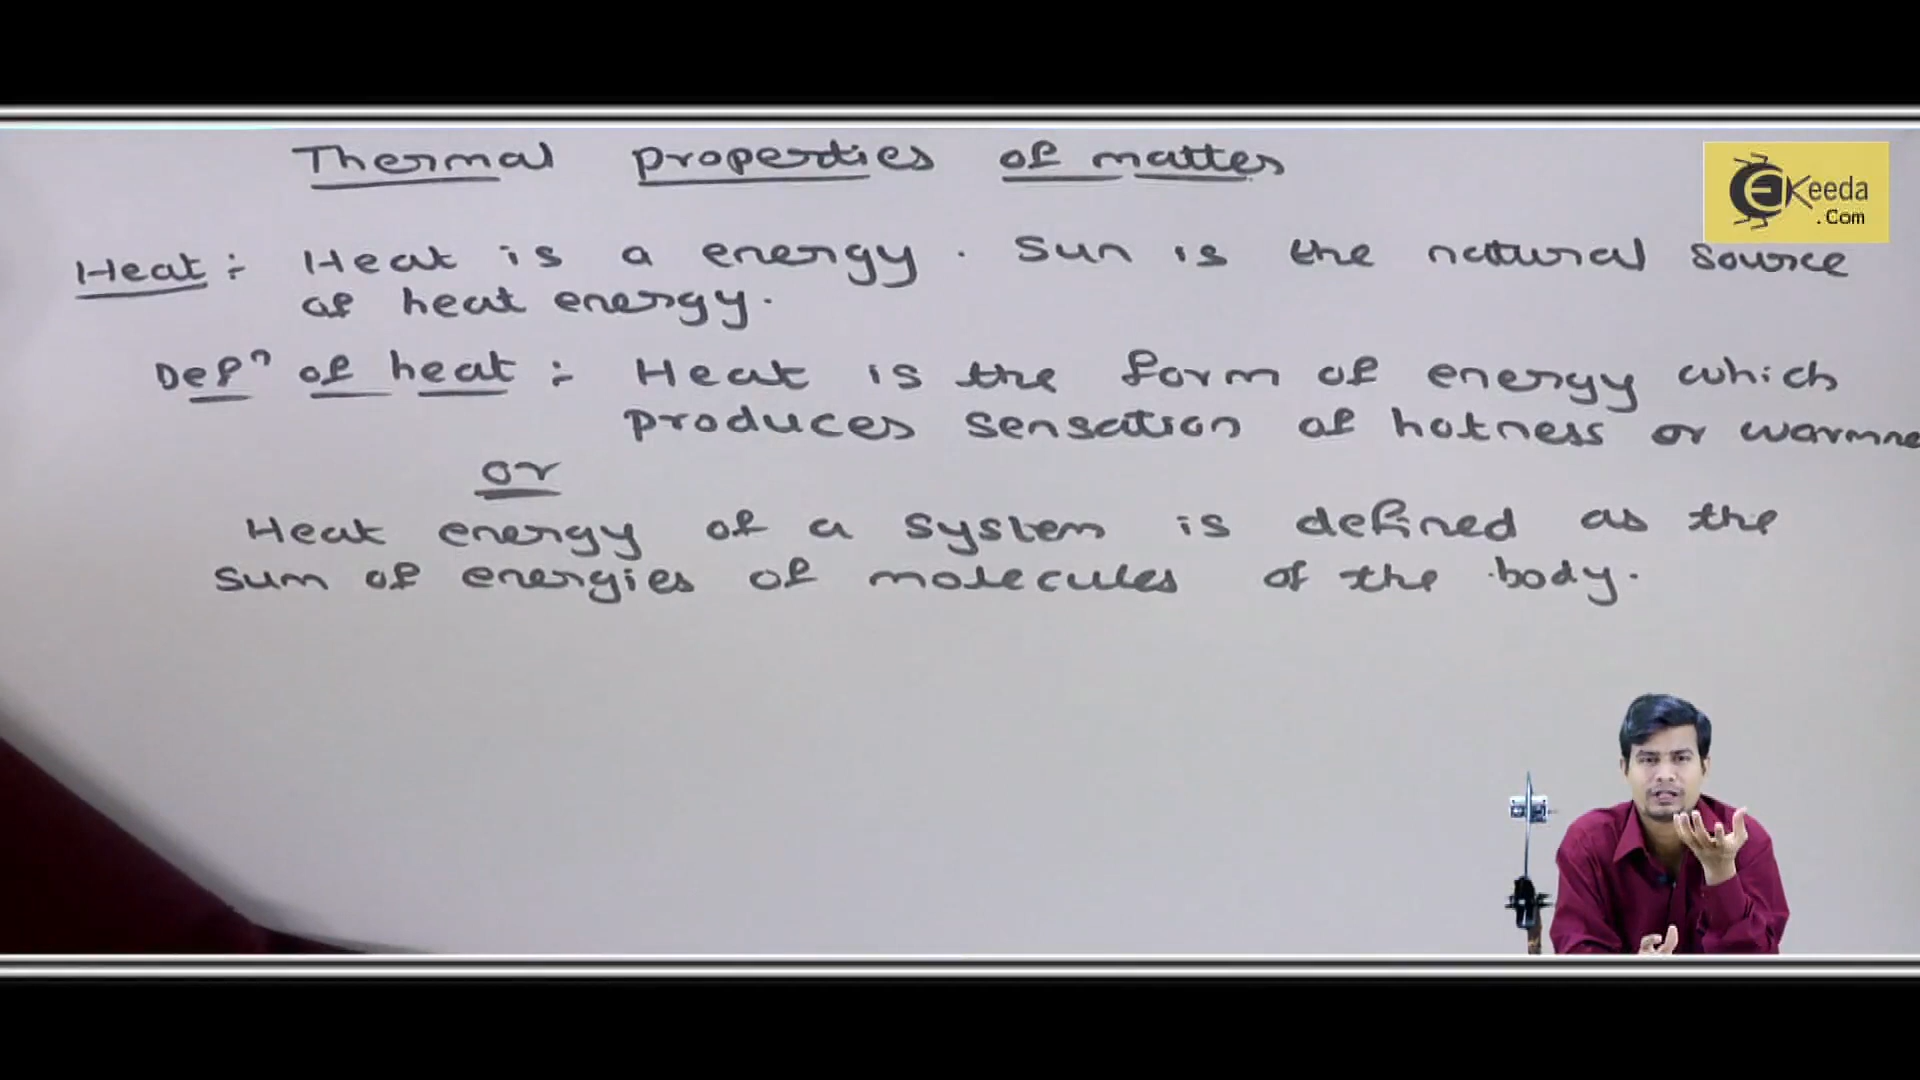 Thermal properties of matter
EKeeda
.Com
Heat :- Heat is a energy. Sun is the natural source
of heat energy.
Defn of heat :- Heat is the form of energy which
produces sensation of hotness or warmne
or
Heat energy of a system is defined as the
sum of energies of molecules of the body.